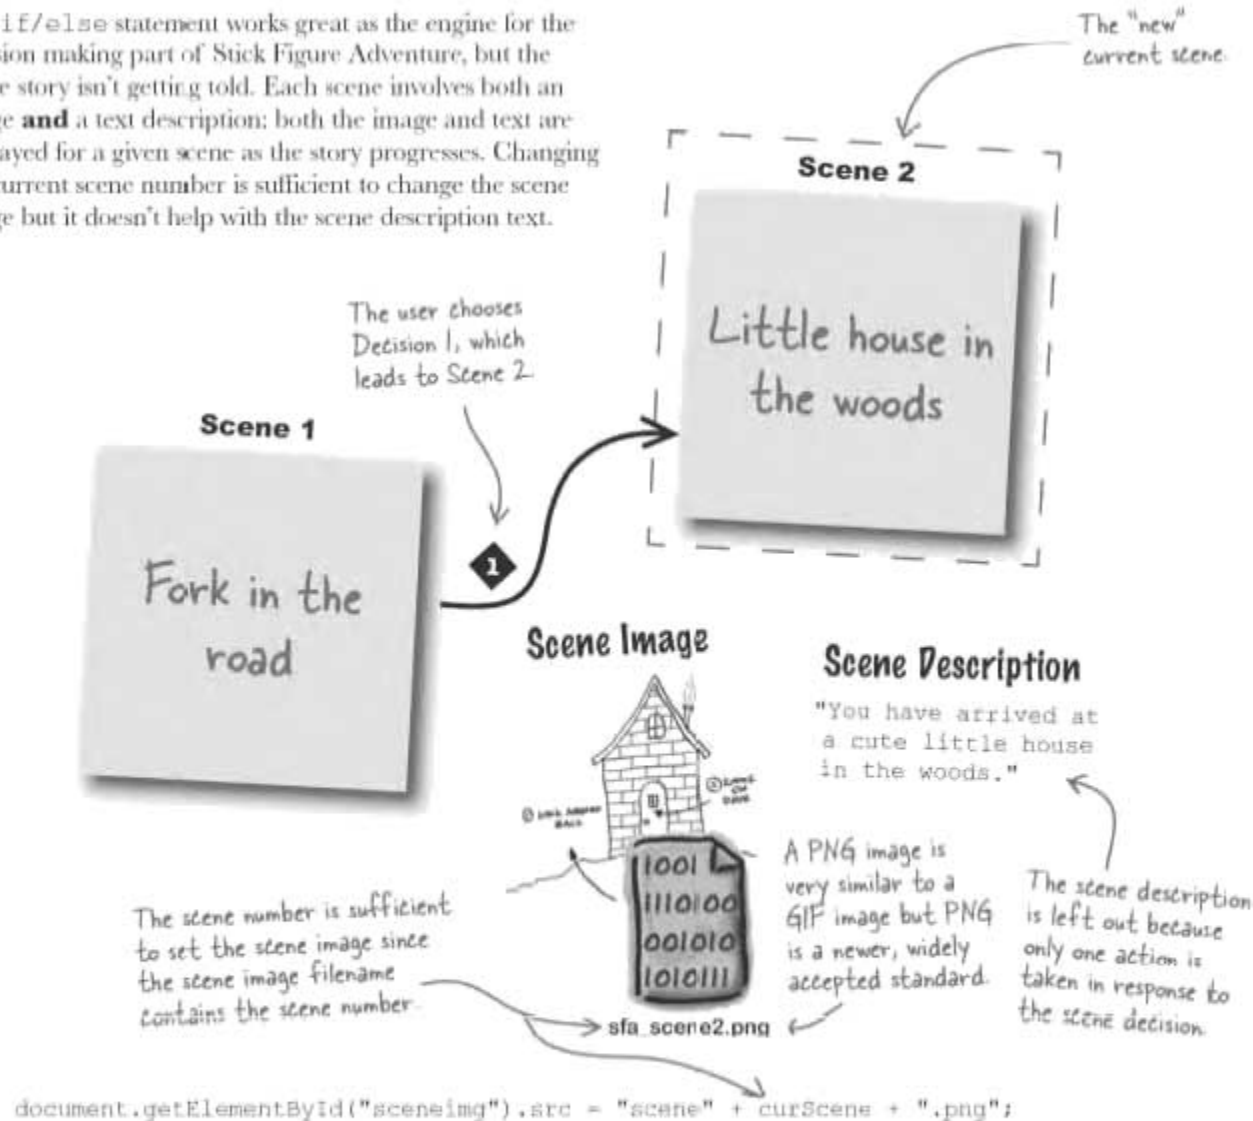 if/else statement works great as the engine for the
sion making part of Stick Figure Adventure, but the
e story isn't getting told. Each scene involves both an
ge and a text description; both the image and text are
ayed for a given scene as the story progresses. Changing
urrent scene number is sufficient to change the scene
ge but it doesn't help with the scene description text.
The "new"
current scene.
Scene 2
Little house in
the woods
The user chooses
Decision 1, which
leads to Scene 2.
Scene 1
Fork in the
road
1
Scene Image
Scene Description
"You have arrived at
a cute little house
in the woods."
1001
1110100
001010
1010111
A PNG image is
very similar to a
GIF image but PNG
is a newer, widely
accepted standard.
The scene description
is left out because
only one action is
taken in response to
the scene decision.
The scene number is sufficient
to set the scene image since
the scene image filename
contains the scene number.
sfa_scene2.png
document.getElementById("sceneimg").src = "scene" + curScene + ".png";